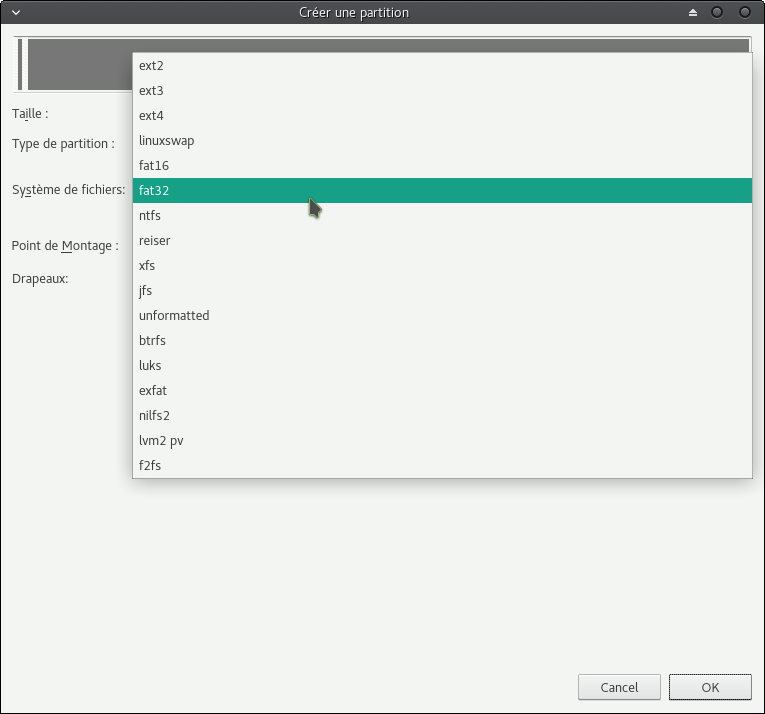 Créer une partition
ext2
ext3
Taille :
ext4
Type de partition :
linuxswap
fat16
Système de fichiers:
fat32
ntfs
Point de Montage :
reiser
xfs
Drapeaux:
jfs
unformatted
btrfs
luks
exfat
nilfs2
lvm2 pv
f2fs
Cancel
OK